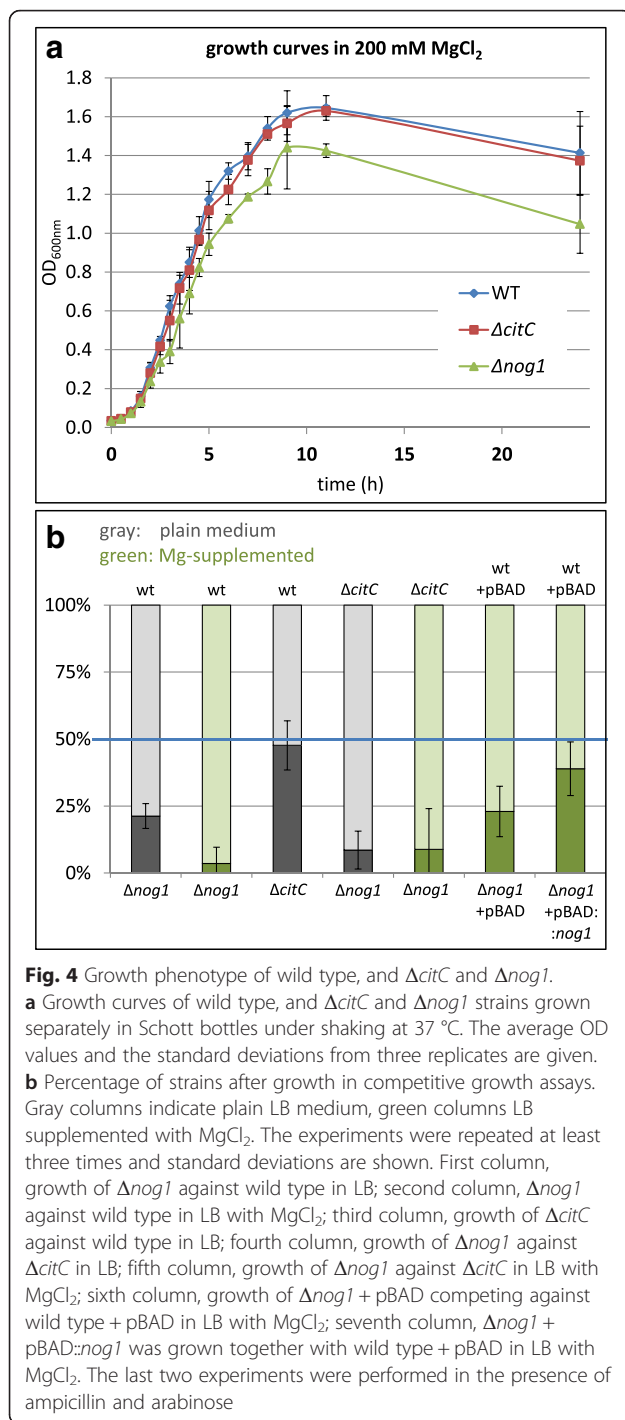 a
growth curves in 200 mM MgCl₂
1.8
1.6
1.4
1.2
1.0
0.8
0.6
0.4
0.2
0.0
OD600nm
WT
ΔcitC
Δnog1
0 5 10 15 20
time (h)
b
gray: plain medium
green: Mg-supplemented
wt wt wt ΔcitC ΔcitC wt +pBAD wt +pBAD
100%
75%
50%
25%
0%
Δnog1 Δnog1 ΔcitC Δnog1 Δnog1 Δnog1 +pBAD Δnog1 +pBAD: :nog1
Fig. 4 Growth phenotype of wild type, and ΔcitC and Δnog1.
a Growth curves of wild type, and ΔcitC and Δnog1 strains grown
separately in Schott bottles under shaking at 37 °C. The average OD
values and the standard deviations from three replicates are given.
b Percentage of strains after growth in competitive growth assays.
Gray columns indicate plain LB medium, green columns LB
supplemented with MgCl₂. The experiments were repeated at least
three times and standard deviations are shown. First column,
growth of Δnog1 against wild type in LB; second column, Δnog1
against wild type in LB with MgCl₂; third column, growth of ΔcitC
against wild type in LB; fourth column, growth of Δnog1 against
ΔcitC in LB; fifth column, growth of Δnog1 against ΔcitC in LB with
MgCl₂; sixth column, growth of Δnog1 + pBAD competing against
wild type + pBAD in LB with MgCl₂; seventh column, Δnog1 +
pBAD::nog1 was grown together with wild type + pBAD in LB with
MgCl₂. The last two experiments were performed in the presence of
ampicillin and arabinose